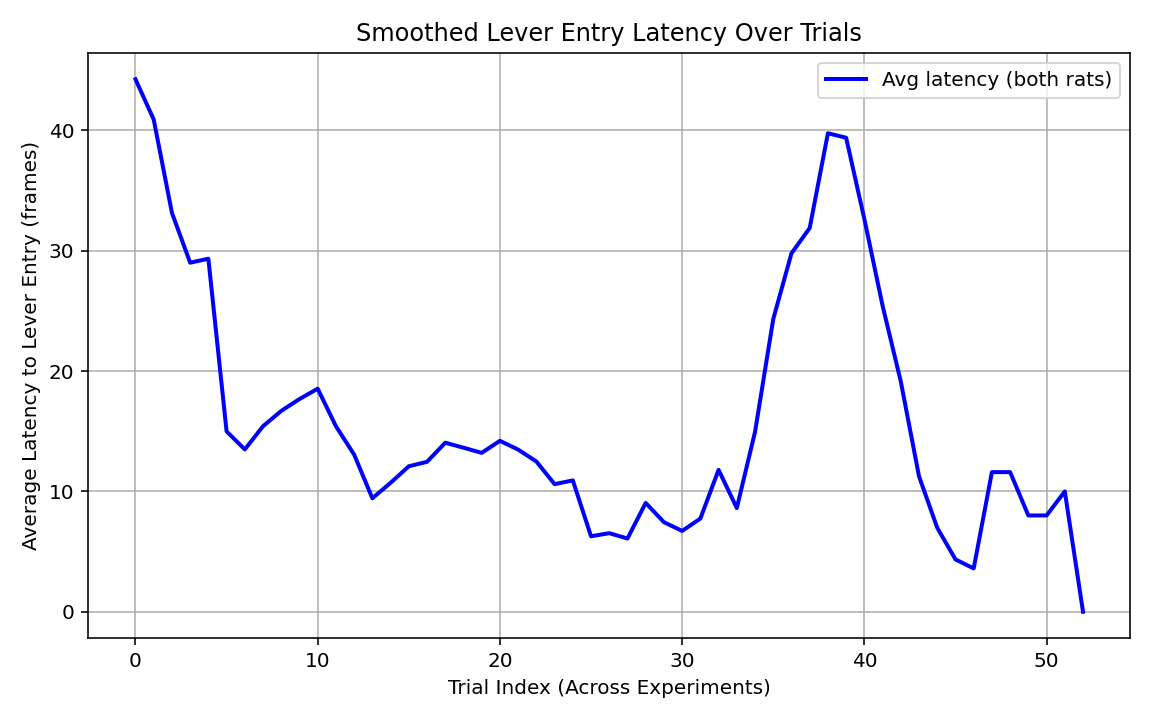 Smoothed Lever Entry Latency Over Trials
Avg latency (both rats)
Average Latency to Lever Entry (frames)
40
30
20
10
0
0 10 20 30 40 50
Trial Index (Across Experiments)